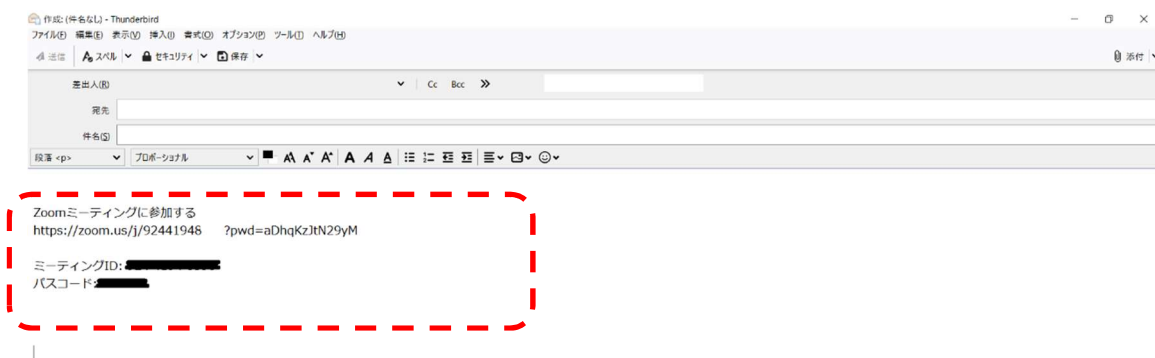 作成: (件名なし) - Thunderbird
ファイル(F) 編集(E) 表示(V) 挿入(I) 書式(O) オプション(P) ツール(T) ヘルプ(H)
送信 スペル セキュリティ 保存 添付
差出人(R) Cc Bcc
宛先
件名(S)
段落 <p> プロポーショナル
Zoomミーティングに参加する
https://zoom.us/j/92441948 ?pwd=aDhqKzJtN29yM
ミーティングID:
パスコード: